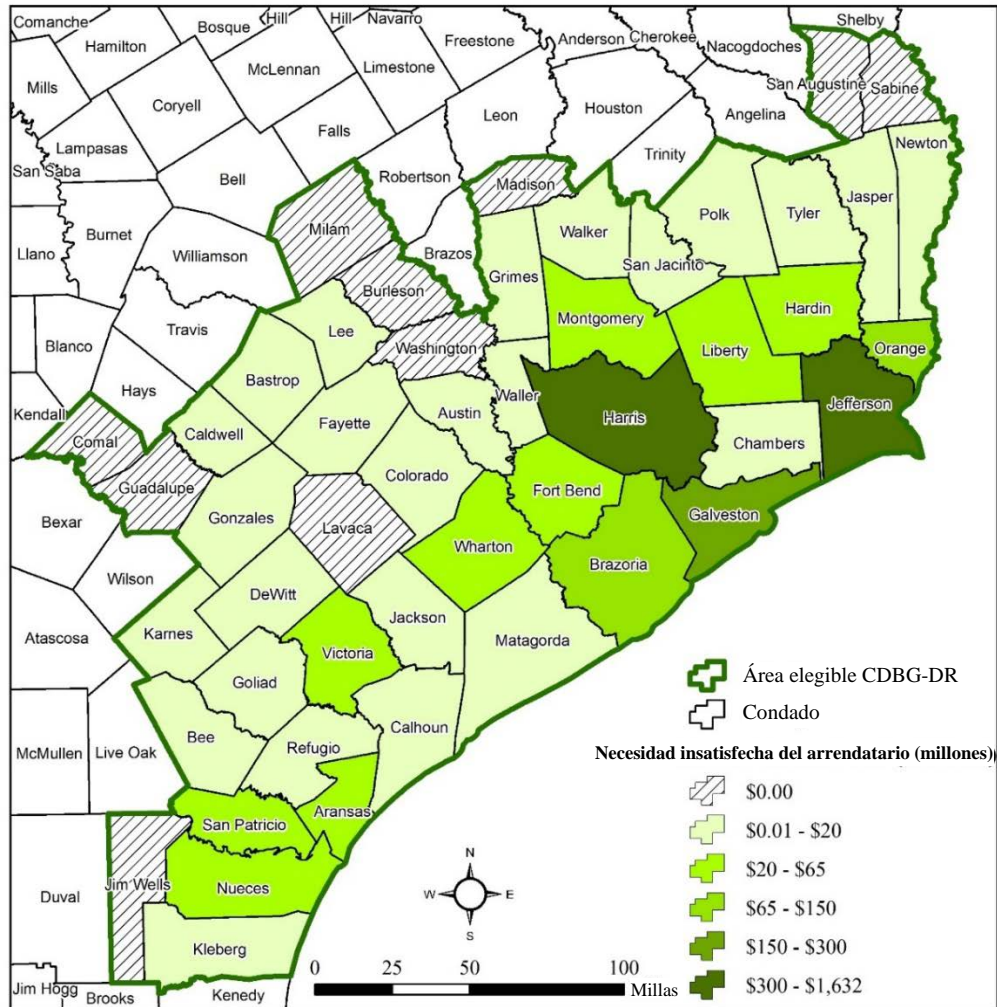 Comanche
Bosque
Hill
Hill
Navarro
Shelby
Hamilton
Freestone
Anderson
Cherokee
Nacogdoches
McLennan
Limestone
San Augustine
Sabine
Mills
Coryell
Leon
Houston
Angelina
Falls
Lampasas
Trinity
Newton
San Saba
Bell
Robertson
Madison
Jasper
Polk
Tyler
Burnet
Milam
Walker
Llano
Williamson
Brazos
San Jacinto
Grimes
Burleson
Hardin
Montgomery
Travis
Lee
Liberty
Blanco
Washington
Orange
Bastrop
Hays
Waller
Jefferson
Kendall
Austin
Harris
Caldwell
Fayette
Comal
Chambers
Colorado
Guadalupe
Fort Bend
Gonzales
Galveston
Bexar
Lavaca
Wharton
Brazoria
Wilson
DeWitt
Jackson
Atascosa
Karnes
Matagorda
Victoria
Goliad
Calhoun
Bee
Refugio
McMullen
Live Oak
Aransas
San Patricio
Jim Wells
Nueces
Duval
Kleberg
Jim Hogg
Brooks
Kenedy
Área elegible CDBG-DR
Condado
Necesidad insatisfecha del arrendatario (millones)
$0.00
$0.01 - $20
$20 - $65
$65 - $150
$150 - $300
$300 - $1,632
N
W E
S
0 25 50 100 Millas